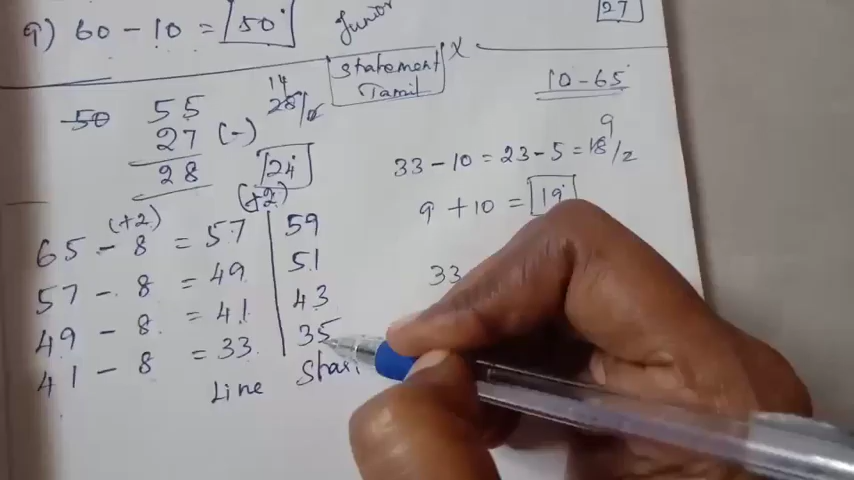 9) 60 - 10 = 50
Junior
27
Statement
Tamil
x
10-65
50 55
27 (-)
28
14
28/2
24
(+2)
33 - 10 = 23 - 5 = 18/2
9
9 + 10 = 19
33
(+2)
65 - 8 = 57 59
57 - 8 = 49 51
49 - 8 = 41 43
41 - 8 = 33 35
Line